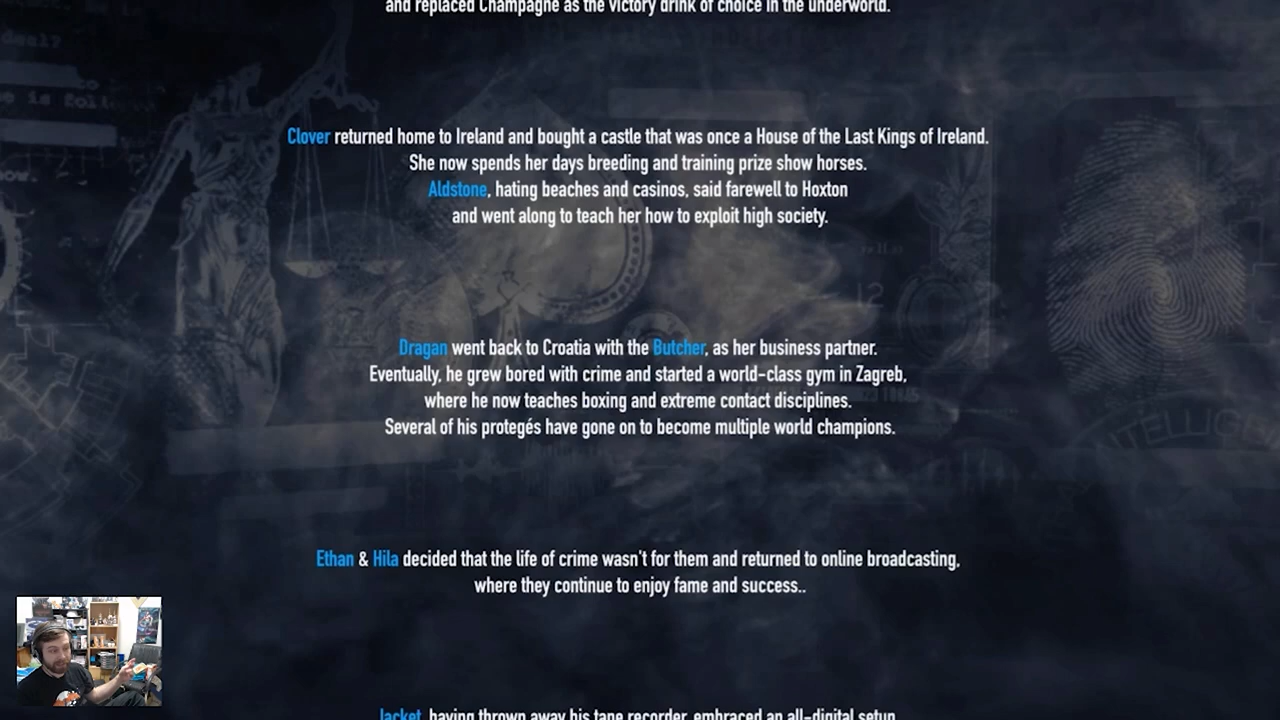 and replaced Champagne as the victory drink of choice in the underworld.
Clover returned home to Ireland and bought a castle that was once a House of the Last Kings of Ireland.
She now spends her days breeding and training prize show horses.
Aldstone, hating beaches and casinos, said farewell to Hoxton
and went along to teach her how to exploit high society.
Dragan went back to Croatia with the Butcher, as her business partner.
Eventually, he grew bored with crime and started a world-class gym in Zagreb,
where he now teaches boxing and extreme contact disciplines.
Several of his protegés have gone on to become multiple world champions.
Ethan & Hila decided that the life of crime wasn't for them and returned to online broadcasting,
where they continue to enjoy fame and success..
Jacket, having thrown away his tape recorder, embraced an all-digital setup